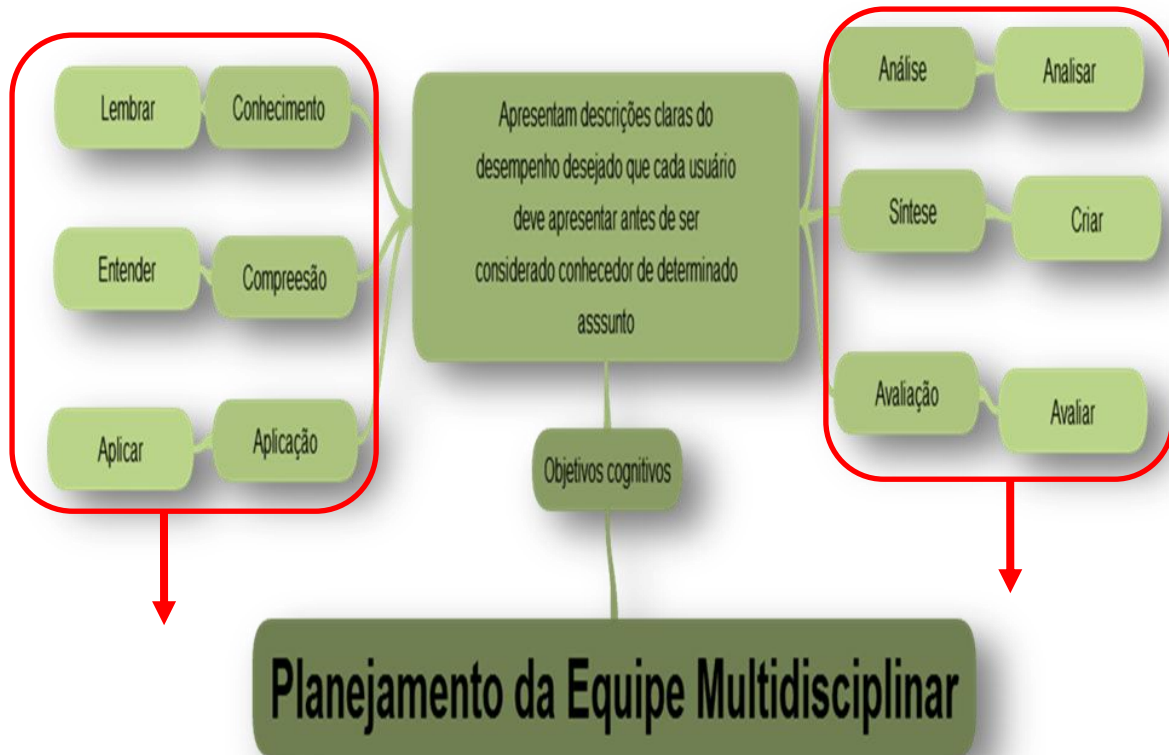 Lembrar
Conhecimento
Entender
Compreesão
Aplicar
Aplicação
Apresentam descrições claras do
desempenho desejado que cada usuário
deve apresentar antes de ser
considerado conhecedor de determinado
asssunto
Análise
Analisar
Síntese
Criar
Avaliação
Avaliar
Objetivos cognitivos
Planejamento da Equipe Multidisciplinar